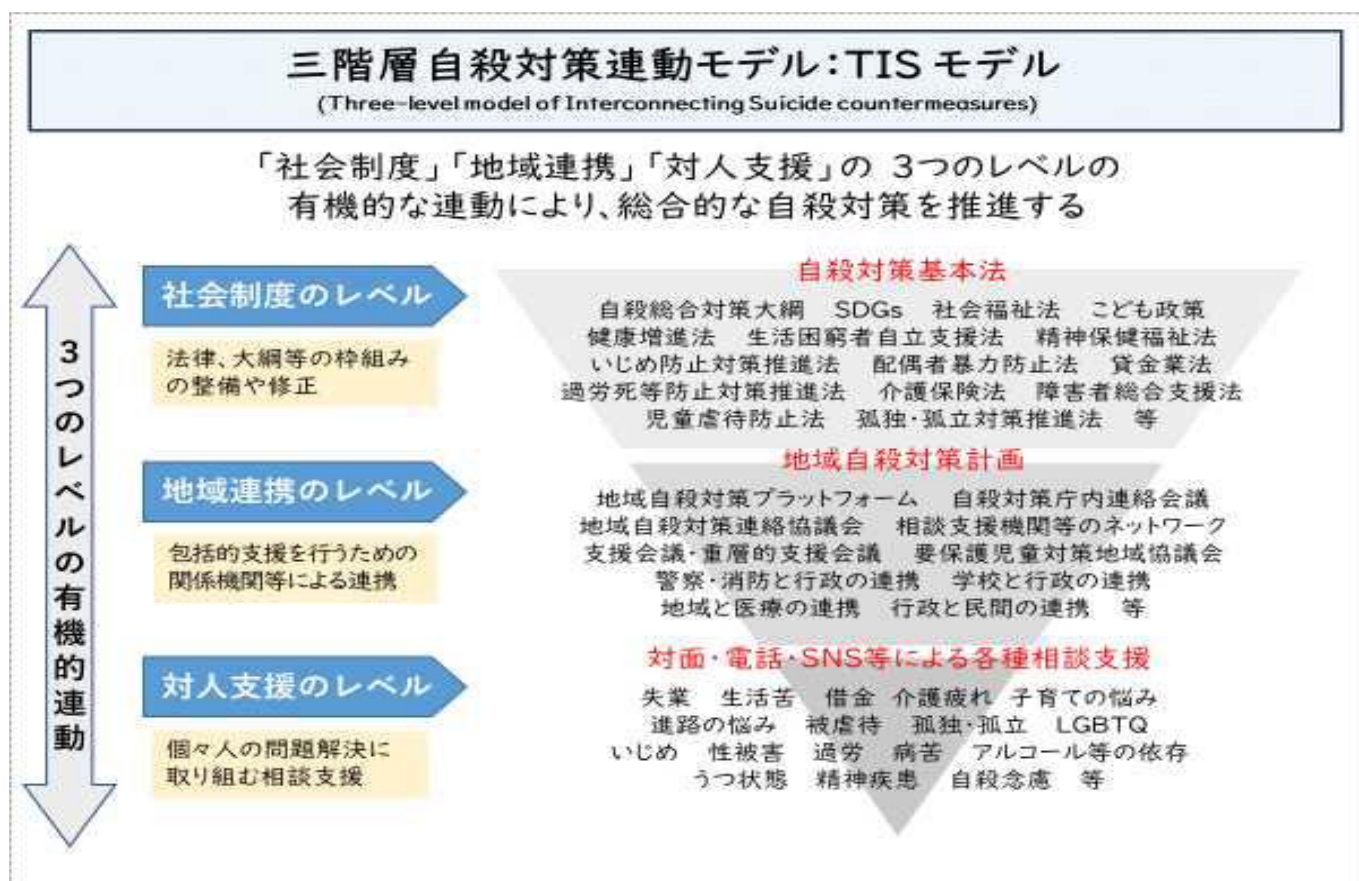 三階層自殺対策連動モデル:TISモデル
(Three-level model of Interconnecting Suicide countermeasures)
「社会制度」「地域連携」「対人支援」の 3つのレベルの
有機的な連動により、総合的な自殺対策を推進する
3つのレベルの有機的連動
社会制度のレベル
法律、大綱等の枠組み
の整備や修正
自殺対策基本法
自殺総合対策大綱 SDGs 社会福祉法 こども政策
健康増進法 生活困窮者自立支援法 精神保健福祉法
いじめ防止対策推進法 配偶者暴力防止法 貸金業法
過労死等防止対策推進法 介護保険法 障害者総合支援法
児童虐待防止法 孤独・孤立対策推進法 等
地域連携のレベル
包括的支援を行うための
関係機関等による連携
地域自殺対策計画
地域自殺対策プラットフォーム 自殺対策庁内連絡会議
地域自殺対策連絡協議会 相談支援機関等のネットワーク
支援会議・重層的支援会議 要保護児童対策地域協議会
警察・消防と行政の連携 学校と行政の連携
地域と医療の連携 行政と民間の連携 等
対人支援のレベル
個々人の問題解決に
取り組む相談支援
対面・電話・SNS等による各種相談支援
失業 生活苦 借金 介護疲れ 子育ての悩み
進路の悩み 被虐待 孤独・孤立 LGBTQ
いじめ 性被害 過労 病苦 アルコール等の依存
うつ状態 精神疾患 自殺念慮 等